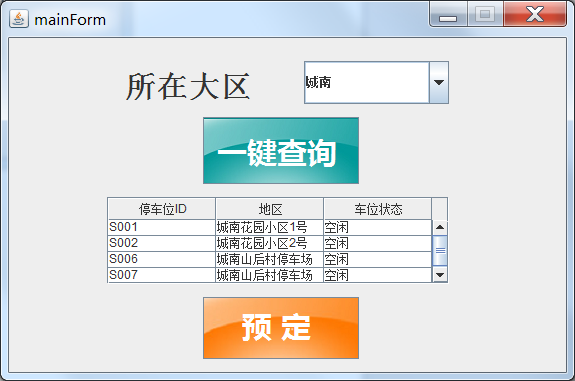 mainForm
所在大区 城南
一键查询
停车位ID 地区 车位状态
S001 城南花园小区1号 空闲
S002 城南花园小区2号 空闲
S006 城南山后村停车场 空闲
S007 城南山后村停车场 空闲
预 定